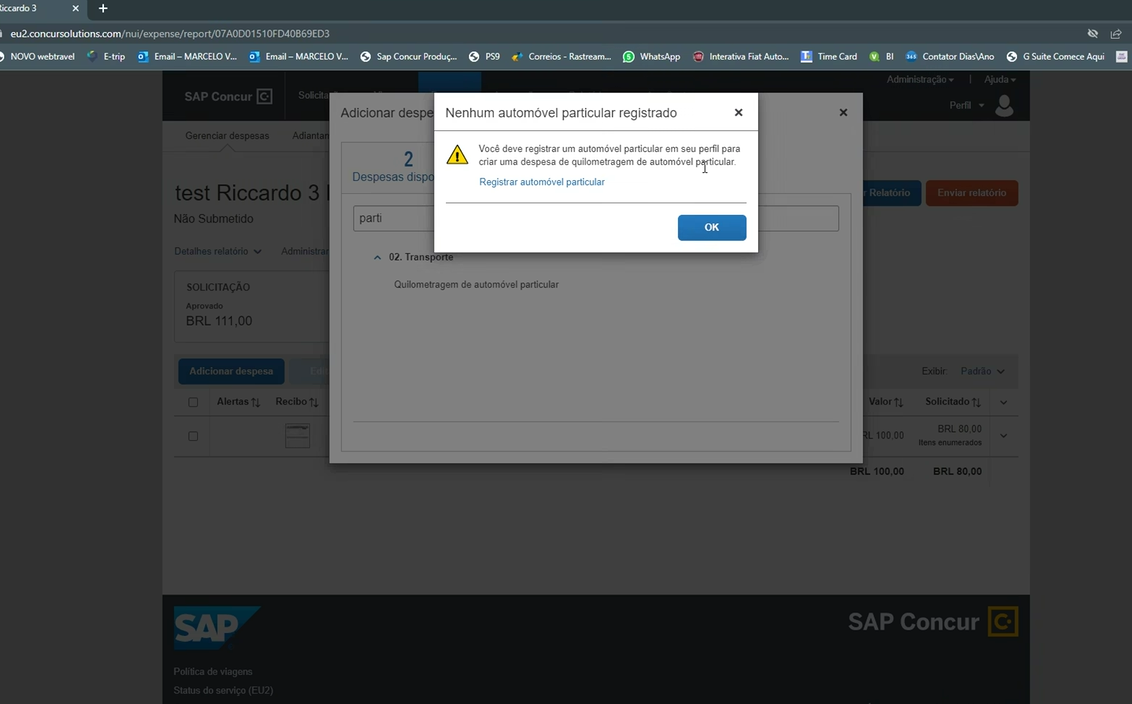 Riccardo 3
eu2.concursolutions.com/nui/expense/report/07A0D01510FD40B69ED3
NOVO webtravel E-trip Email – MARCELO V... Email – MARCELO V... Sap Concur Produç... PS9 Correios - Rastream... WhatsApp Interativa Fiat Auto... Time Card BI Contator Dias\Ano G Suite Comece Aqui
SAP Concur
Administração
Ajuda
Perfil
Gerenciar despesas
Adicionar despe
Nenhum automóvel particular registrado
Você deve registrar um automóvel particular em seu perfil para
criar uma despesa de quilometragem de automóvel particular.
Registrar automóvel particular
OK
2
Despesas dispo
parti
02. Transporte
Quilometragem de automóvel particular
test Riccardo 3
Relatório
Enviar relatório
Não Submetido
Detalhes relatório
SOLICITAÇÃO
Aprovado
BRL 111,00
Adicionar despesa
Exibir: Padrão
Alertas Recibo Valor Solicitado
BRL 80,00
Itens enumerados
BRL 100,00 BRL 80,00
SAP
SAP Concur
Política de viagens
Status do serviço (EU2)